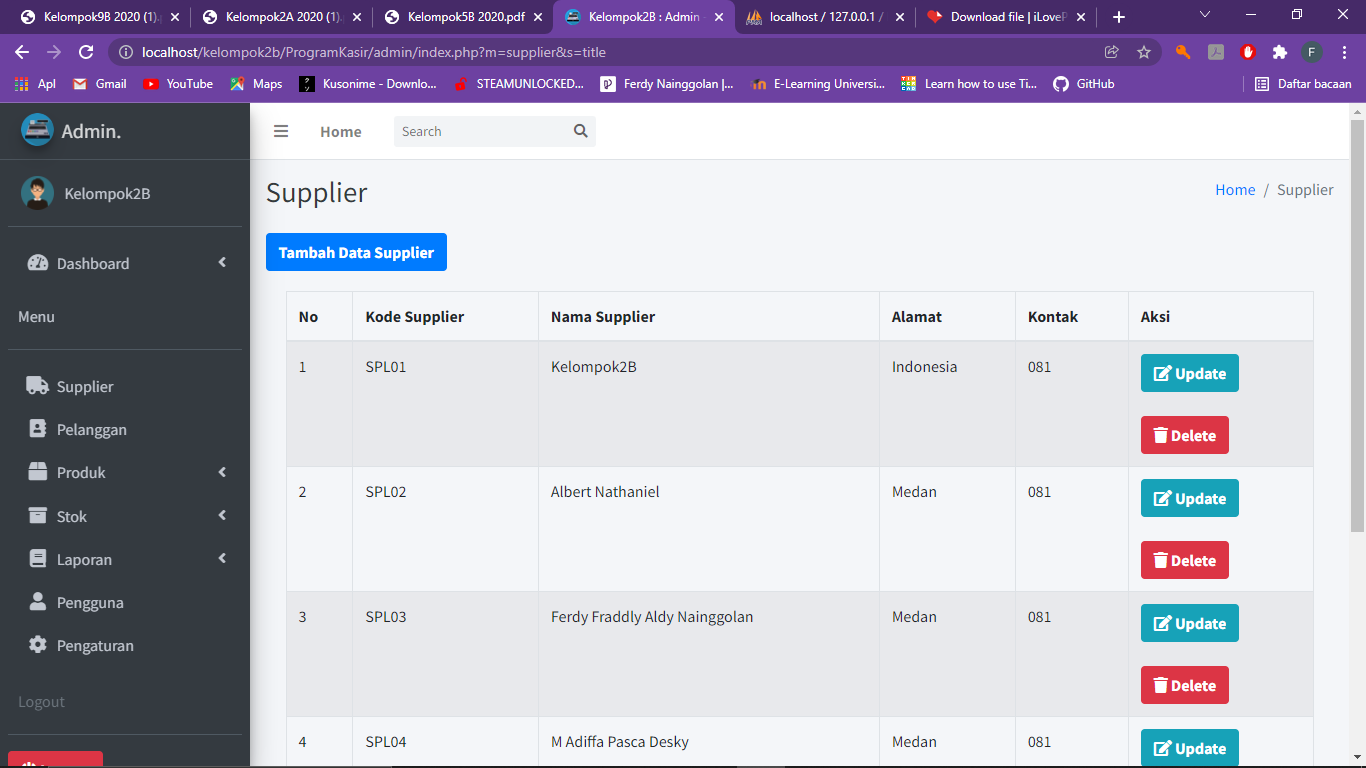 Kelompok9B 2020 (1).p
Kelompok2A 2020 (1).
Kelompok5B 2020.pdf
Kelompok2B : Admin -
localhost / 127.0.0.1 /
Download file | iLoveP
localhost/kelompok2b/ProgramKasir/admin/index.php?m=supplier&s=title
F
Apl
Gmail
YouTube
Maps
Kusonime - Downlo...
STEAMUNLOCKED...
Ferdy Nainggolan |...
E-Learning Universi...
Learn how to use Ti...
GitHub
Daftar bacaan
Admin.
Home
Search
Kelompok2B
Supplier
Home / Supplier
Tambah Data Supplier
Dashboard
Menu
Supplier
Pelanggan
Produk
Stok
Laporan
Pengguna
Pengaturan
Logout
No Kode Supplier Nama Supplier Alamat Kontak Aksi
1 SPL01 Kelompok2B Indonesia 081 Update
Delete
2 SPL02 Albert Nathaniel Medan 081 Update
Delete
3 SPL03 Ferdy Fraddly Aldy Nainggolan Medan 081 Update
Delete
4 SPL04 M Adiffa Pasca Desky Medan 081 Update